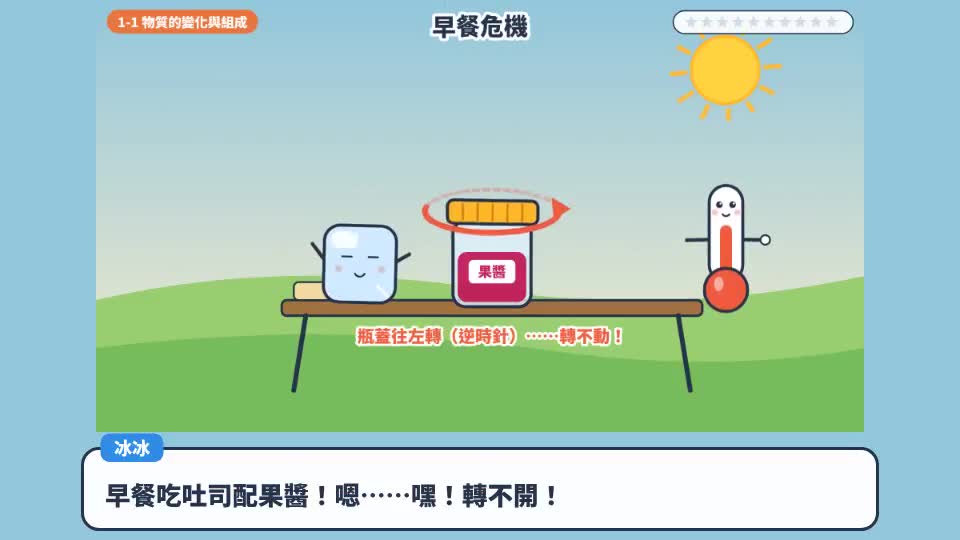 1-1 物質的變化與組成
早餐危機
果醬
瓶蓋往左轉（逆時針）……轉不動！
冰冰
早餐吃吐司配果醬！嗯……嘿！轉不開！